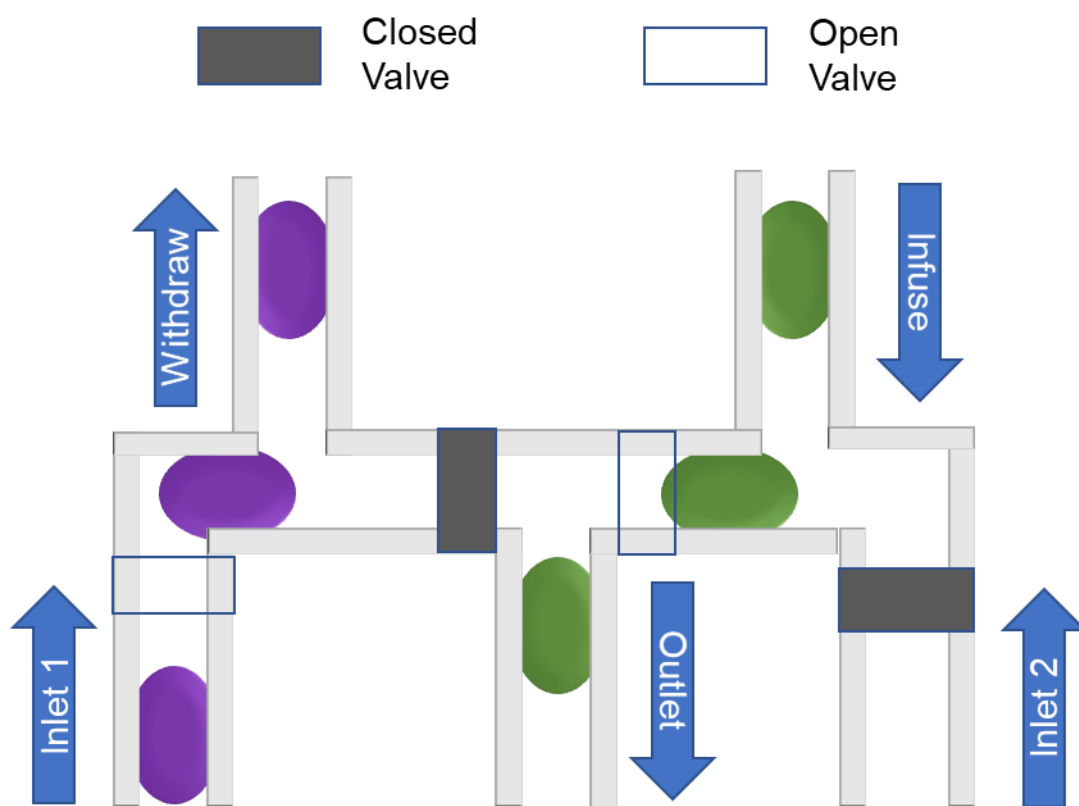 Closed
Valve
Open
Valve
Withdraw
Infuse
Inlet 1
Outlet
Inlet 2